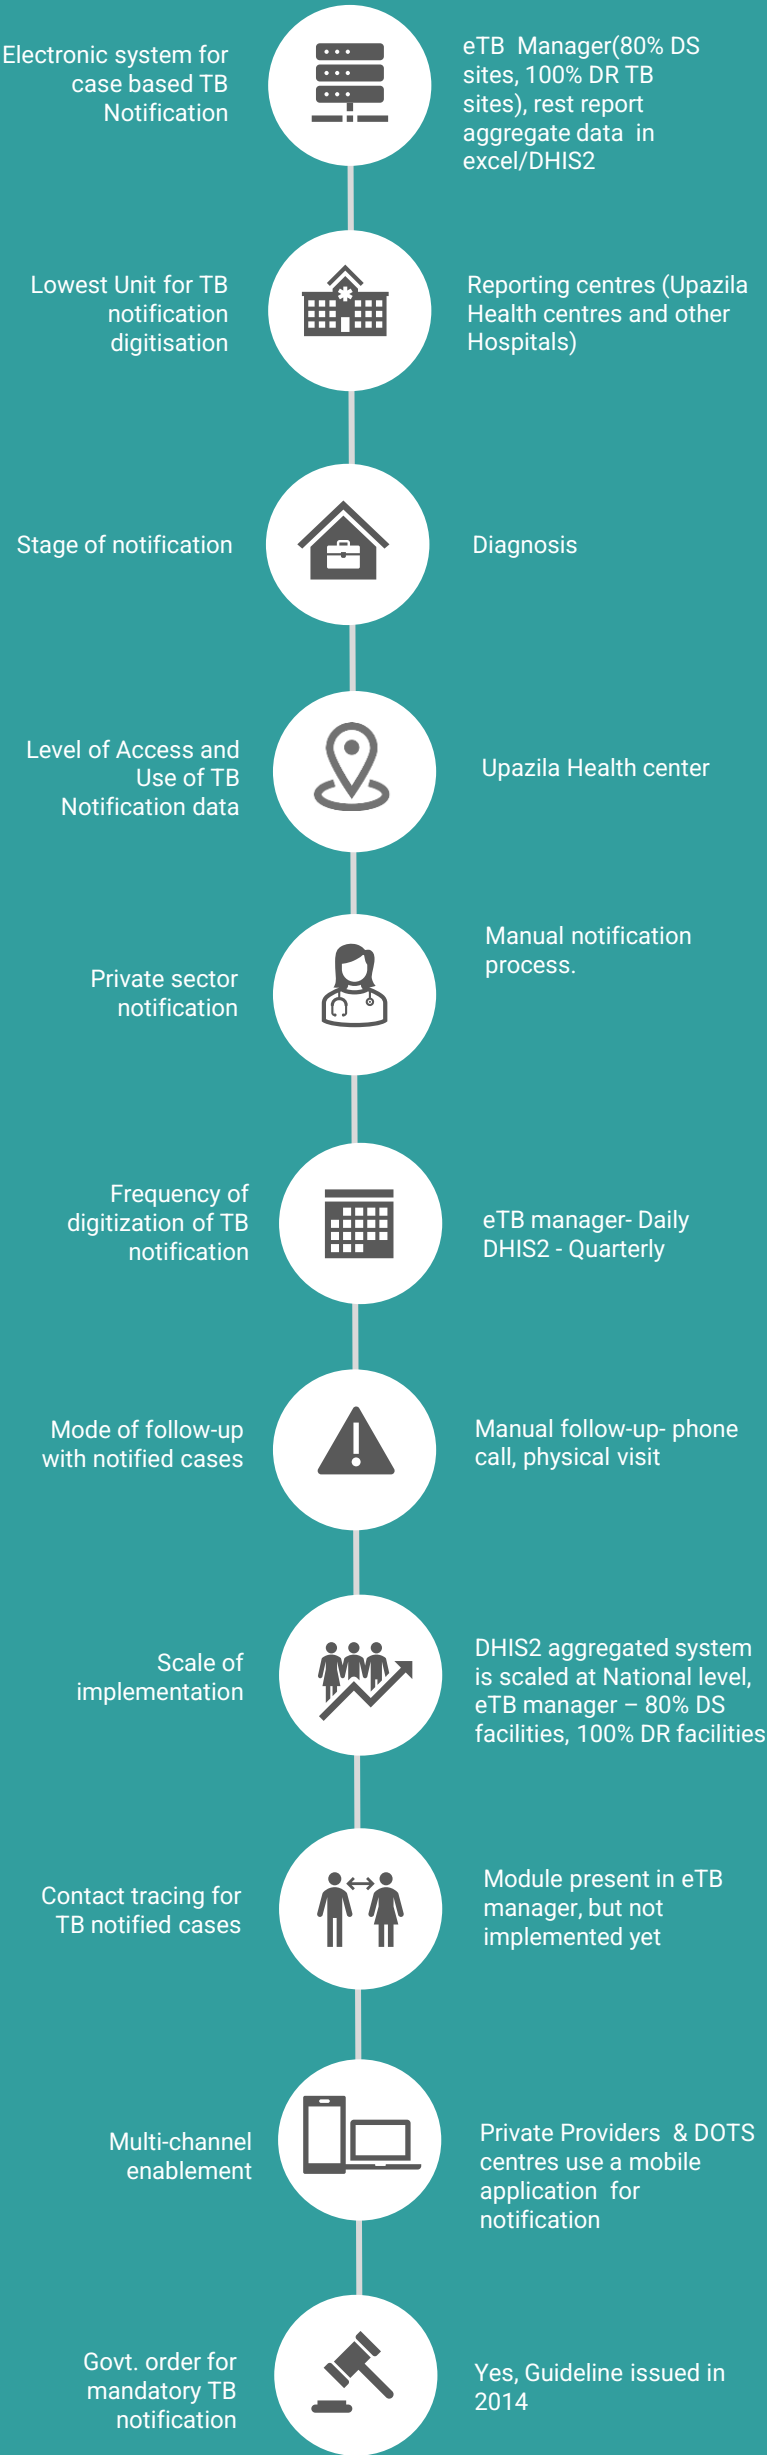 Electronic system for
case based TB
Notification
eTB Manager(80% DS
sites, 100% DR TB
sites), rest report
aggregate data in
excel/DHIS2
Lowest Unit for TB
notification
digitisation
Reporting centres (Upazila
Health centres and other
Hospitals)
Stage of notification
Diagnosis
Level of Access and
Use of TB
Notification data
Upazila Health center
Private sector
notification
Manual notification
process.
Frequency of
digitization of TB
notification
eTB manager- Daily
DHIS2 - Quarterly
Mode of follow-up
with notified cases
Manual follow-up- phone
call, physical visit
Scale of
implementation
DHIS2 aggregated system
is scaled at National level,
eTB manager – 80% DS
facilities, 100% DR facilities
Contact tracing for
TB notified cases
Module present in eTB
manager, but not
implemented yet
Multi-channel
enablement
Private Providers & DOTS
centres use a mobile
application for
notification
Govt. order for
mandatory TB
notification
Yes, Guideline issued in
2014